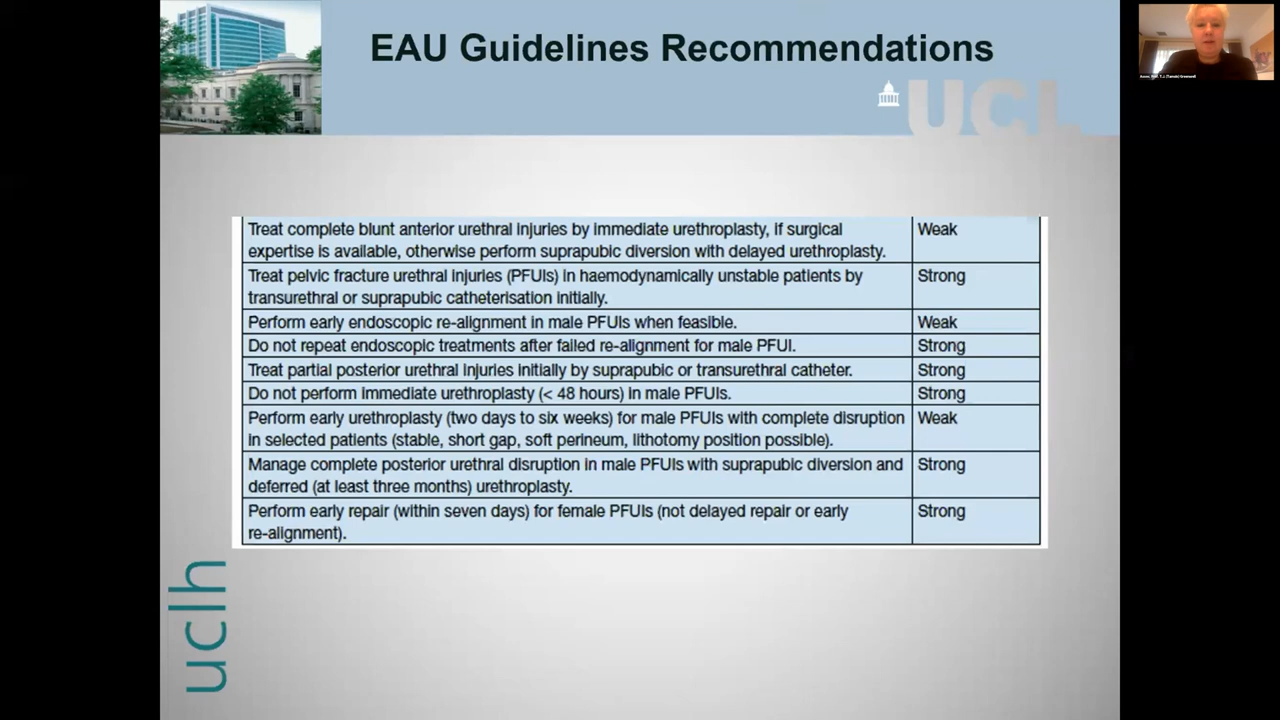 EAU Guidelines Recommendations
UCL
Treat complete blunt anterior urethral injuries by immediate urethroplasty, if surgical
expertise is available, otherwise perform suprapubic diversion with delayed urethroplasty.
Weak
Treat pelvic fracture urethral injuries (PFUIs) in haemodynamically unstable patients by
transurethral or suprapubic catheterisation initially.
Strong
Perform early endoscopic re-alignment in male PFUIs when feasible.
Weak
Do not repeat endoscopic treatments after failed re-alignment for male PFUI.
Strong
Treat partial posterior urethral injuries initially by suprapubic or transurethral catheter.
Strong
Do not perform immediate urethroplasty (< 48 hours) in male PFUIs.
Strong
Perform early urethroplasty (two days to six weeks) for male PFUIs with complete disruption
in selected patients (stable, short gap, soft perineum, lithotomy position possible).
Weak
Manage complete posterior urethral disruption in male PFUIs with suprapubic diversion and
deferred (at least three months) urethroplasty.
Strong
Perform early repair (within seven days) for female PFUIs (not delayed repair or early
re-alignment).
Strong
uclh